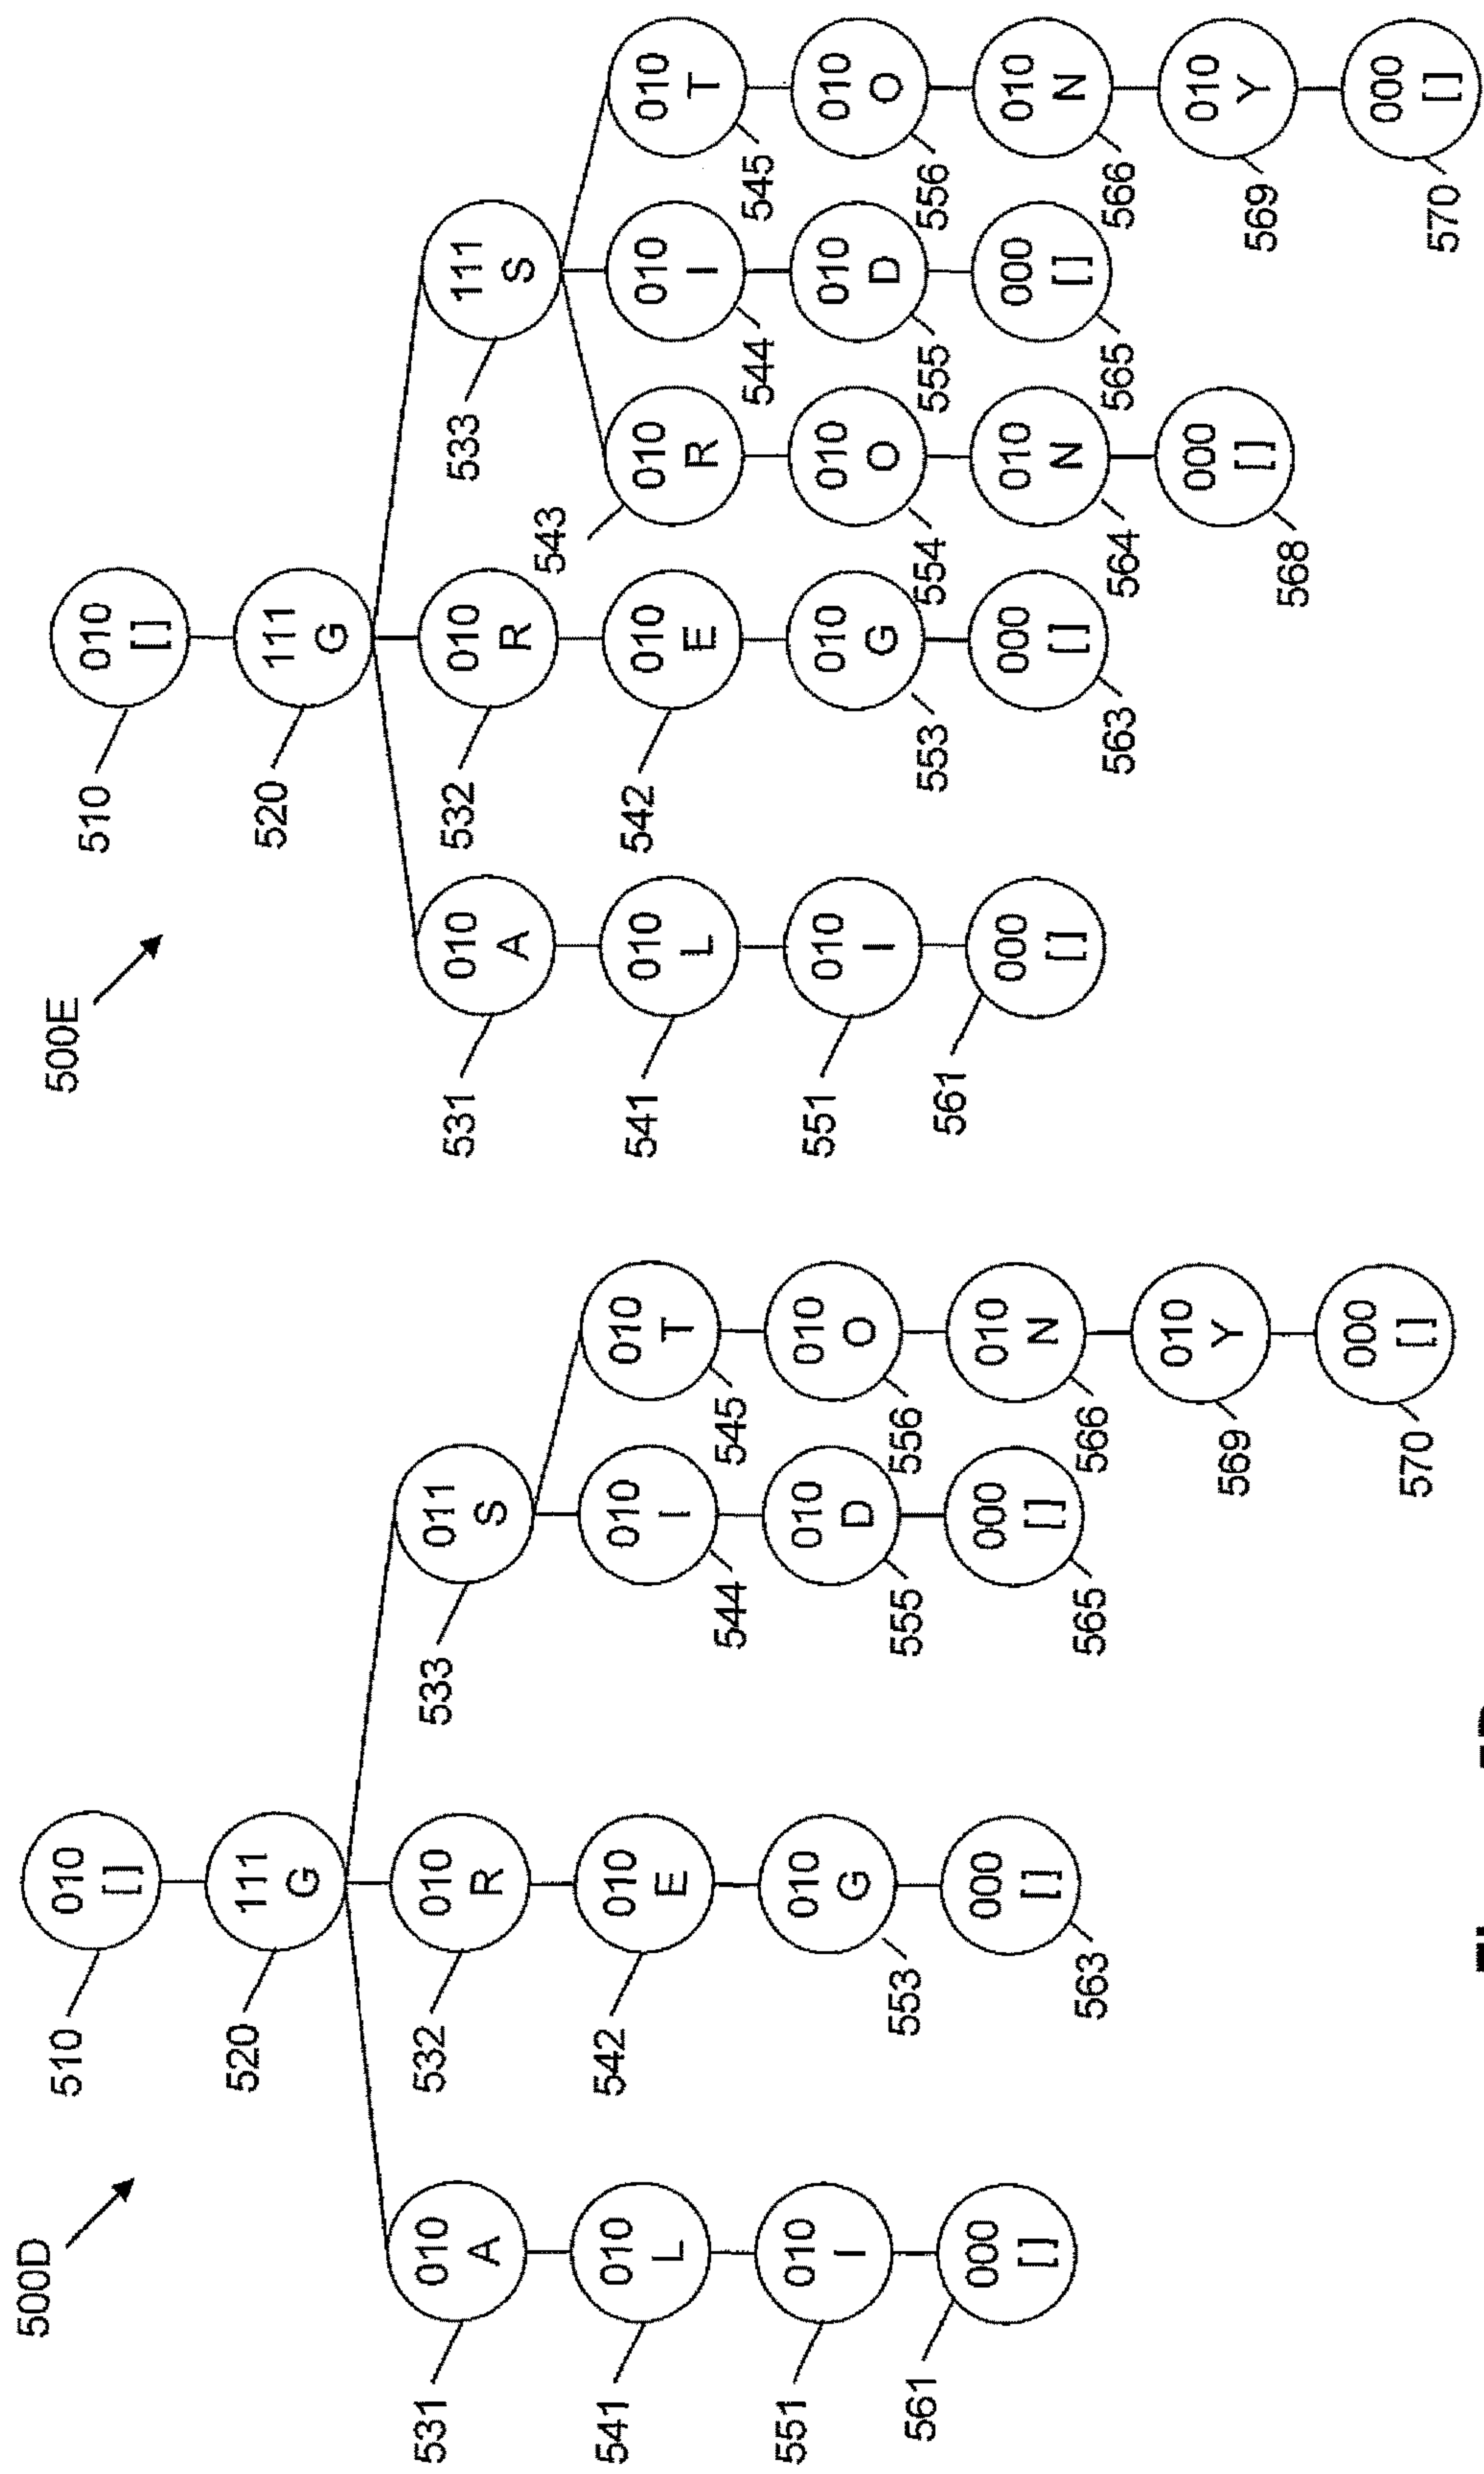 500D
510
010
[ ]
520
111
G
531
010
A
532
010
R
533
011
S
541
010
L
542
010
E
544
010
I
545
010
T
551
010
I
553
010
G
555
010
D
556
010
O
561
000
[ ]
563
000
[ ]
565
000
[ ]
566
010
N
569
010
Y
570
000
[ ]
500E
510
010
[ ]
520
111
G
531
010
A
532
010
R
533
111
S
541
010
L
542
010
E
543
010
R
544
010
I
545
010
T
551
010
I
553
010
G
554
010
O
555
010
D
556
010
O
561
000
[ ]
563
000
[ ]
564
010
N
565
000
[ ]
566
010
N
568
000
[ ]
569
010
Y
570
000
[ ]